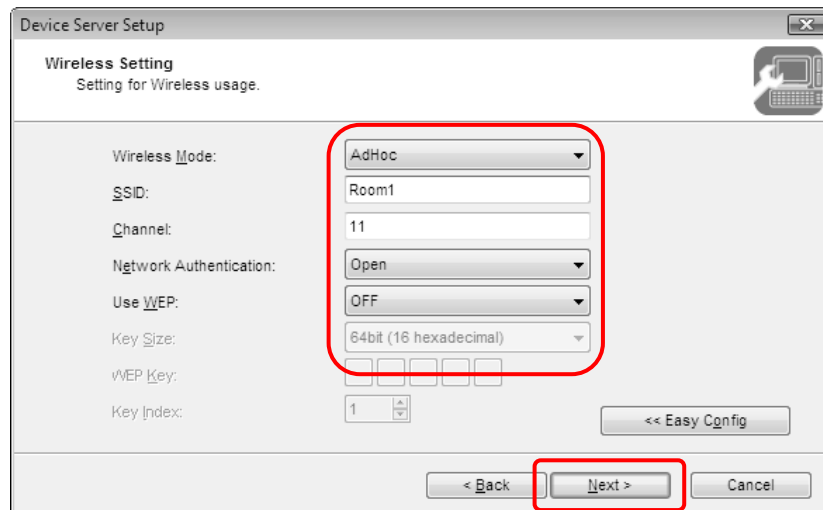 Device Server Setup
Wireless Setting
Setting for Wireless usage.
Wireless Mode: AdHoc
SSID: Room1
Channel: 11
Network Authentication: Open
Use WEP: OFF
Key Size: 64bit (16 hexadecimal)
WEP Key:
Key Index: 1
<< Easy Config
< Back Next > Cancel